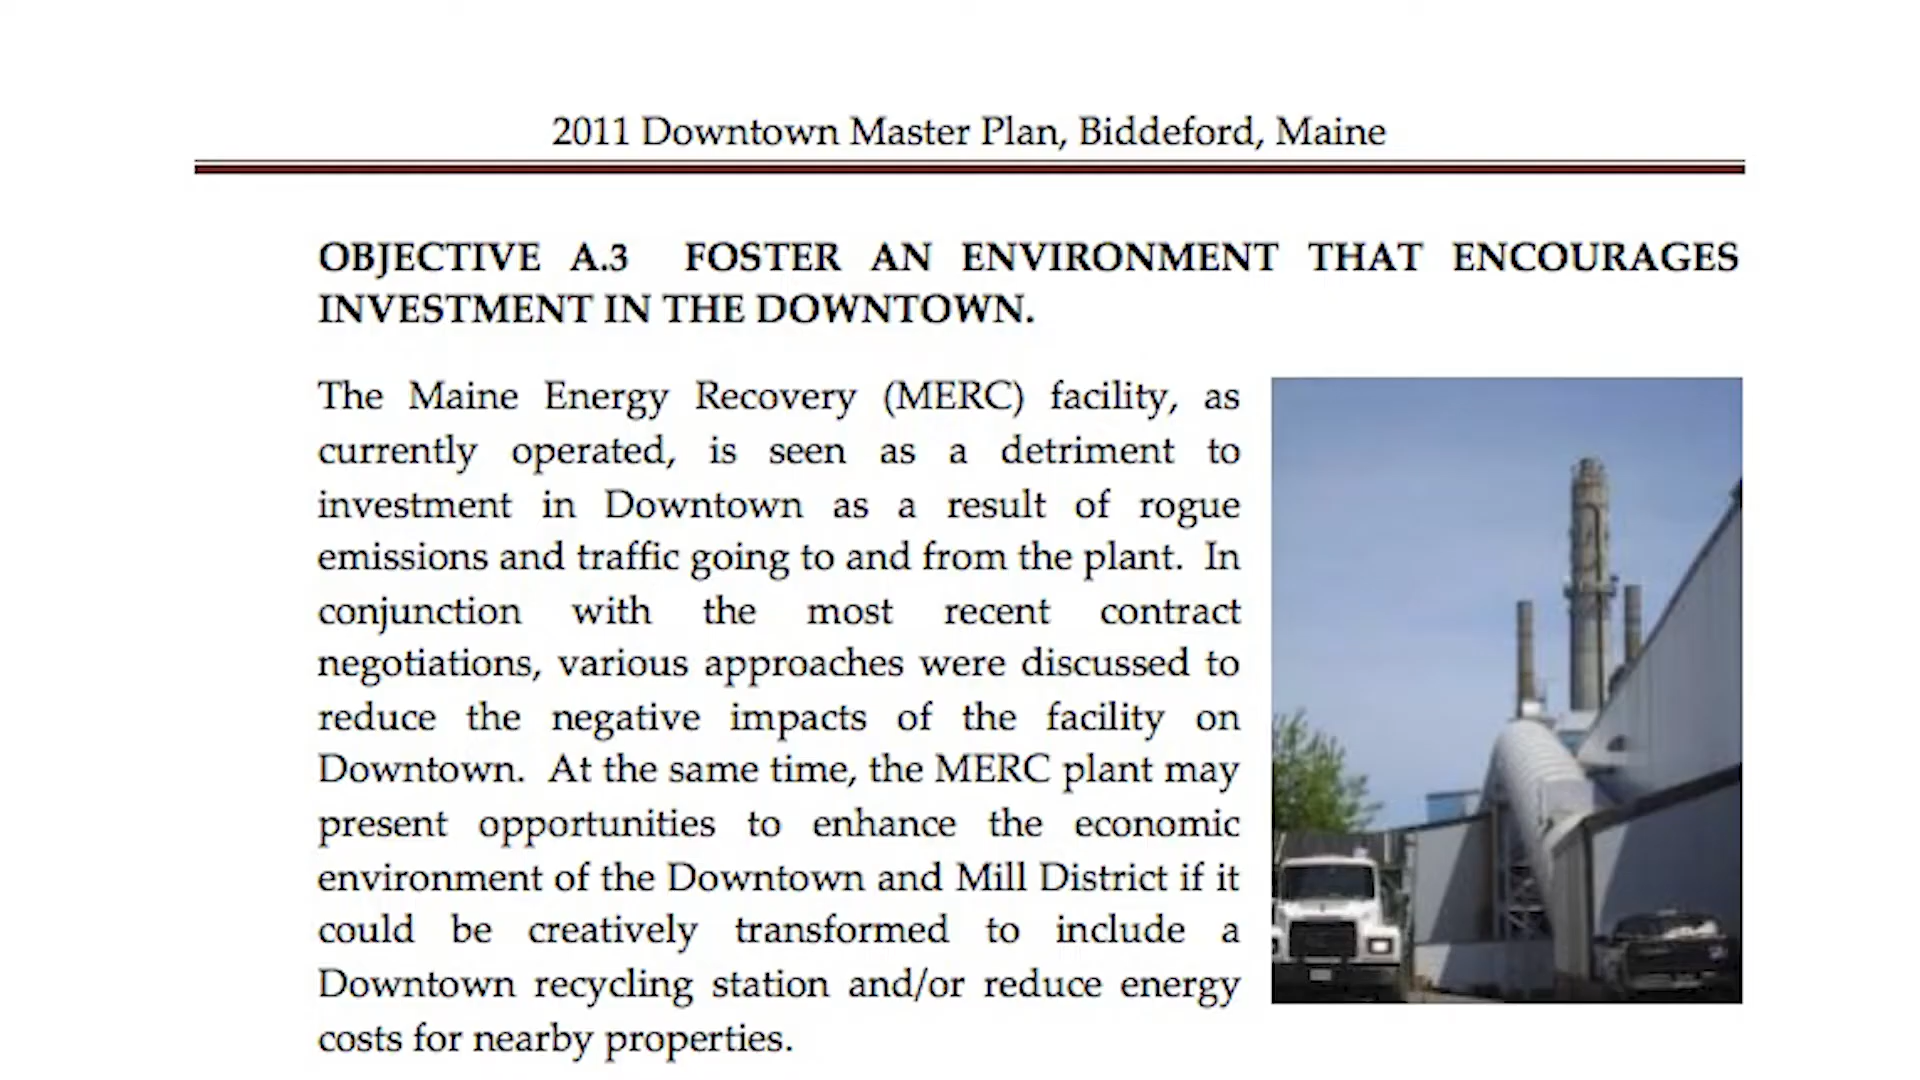 2011 Downtown Master Plan, Biddeford, Maine
OBJECTIVE A.3 FOSTER AN ENVIRONMENT THAT ENCOURAGES
INVESTMENT IN THE DOWNTOWN.
The Maine Energy Recovery (MERC) facility, as
currently operated, is seen as a detriment to
investment in Downtown as a result of rogue
emissions and traffic going to and from the plant. In
conjunction with the most recent contract
negotiations, various approaches were discussed to
reduce the negative impacts of the facility on
Downtown. At the same time, the MERC plant may
present opportunities to enhance the economic
environment of the Downtown and Mill District if it
could be creatively transformed to include a
Downtown recycling station and/or reduce energy
costs for nearby properties.